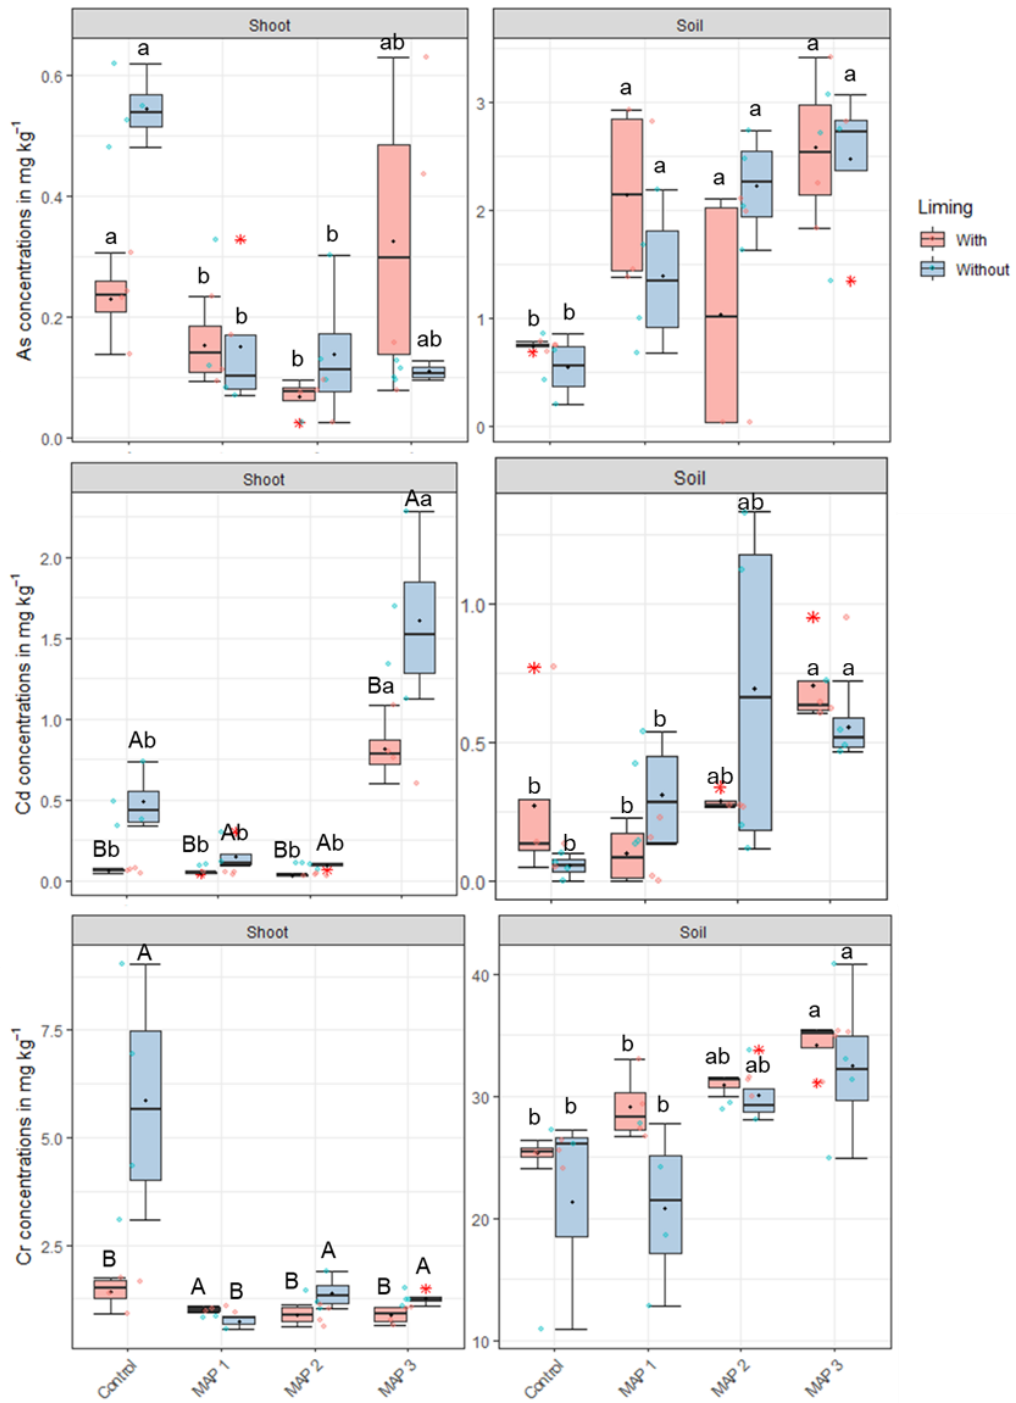 Shoot
Soil
As concentrations in mg kg⁻¹
0.6
0.4
0.2
0.0
a
a
b
b
b
b
ab
ab
3
2
1
0
b
b
a
a
a
a
a
a
Liming
With
Without
Shoot
Soil
Cd concentrations in mg kg⁻¹
2.0
1.5
1.0
0.5
0.0
Bb
Ab
Bb
Ab
Bb
Ab
Ba
Aa
1.0
0.5
0.0
b
b
b
b
ab
ab
a
a
Shoot
Soil
Cr concentrations in mg kg⁻¹
7.5
5.0
2.5
B
A
A
B
B
A
B
A
40
30
20
10
b
b
b
b
ab
ab
a
a
Control
MAP 1
MAP 2
MAP 3
Control
MAP 1
MAP 2
MAP 3